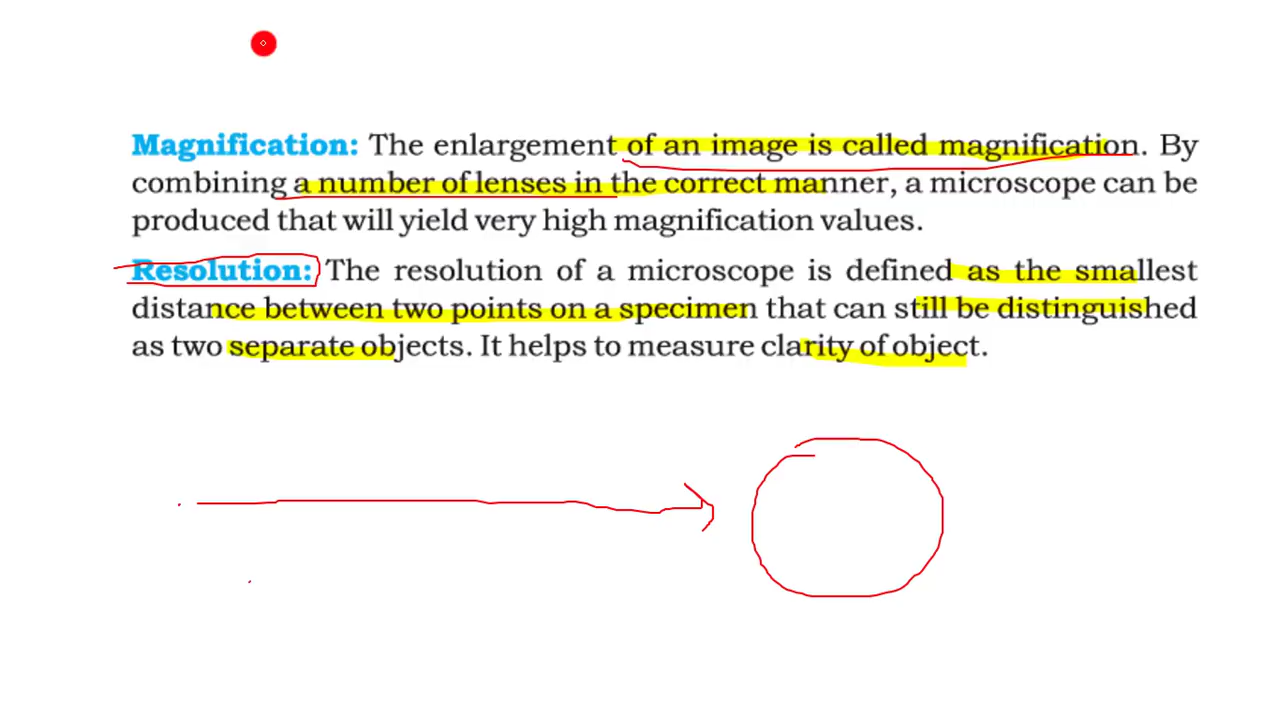 Magnification: The enlargement of an image is called magnification. By
combining a number of lenses in the correct manner, a microscope can be
produced that will yield very high magnification values.
Resolution: The resolution of a microscope is defined as the smallest
distance between two points on a specimen that can still be distinguished
as two separate objects. It helps to measure clarity of object.